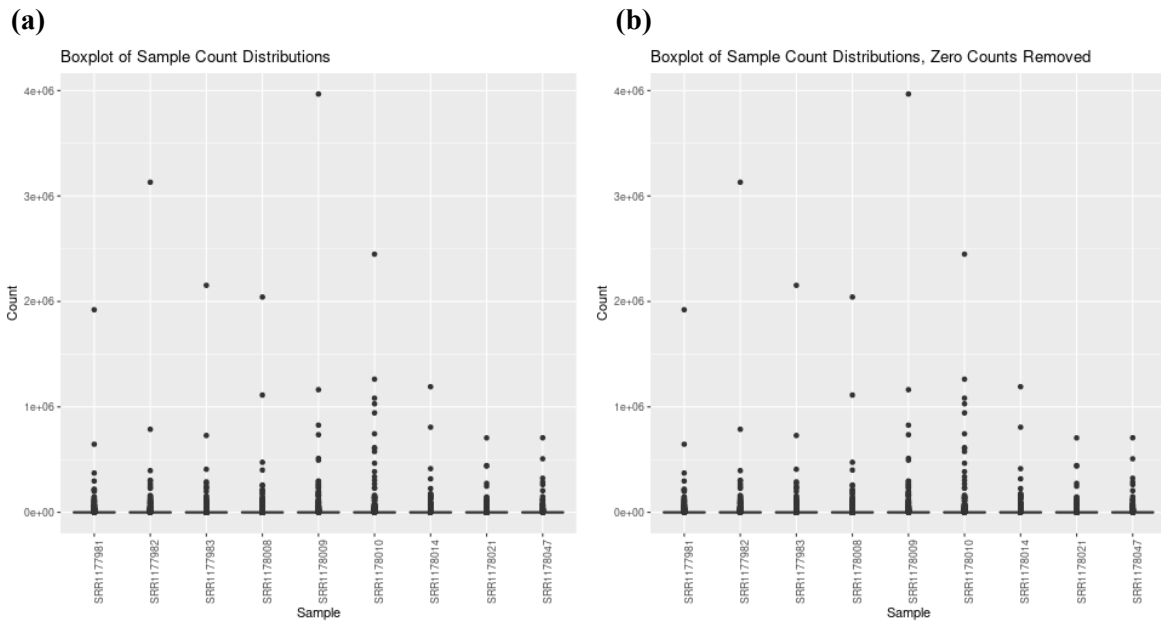 (a)
Boxplot of Sample Count Distributions
4e+06
3e+06
2e+06
1e+06
0e+00
Count
SRR1177981
SRR1177982
SRR1177983
SRR1178008
SRR1178009
SRR1178010
SRR1178014
SRR1178021
SRR1178047
Sample
(b)
Boxplot of Sample Count Distributions, Zero Counts Removed
4e+06
3e+06
2e+06
1e+06
0e+00
Count
SRR1177981
SRR1177982
SRR1177983
SRR1178008
SRR1178009
SRR1178010
SRR1178014
SRR1178021
SRR1178047
Sample